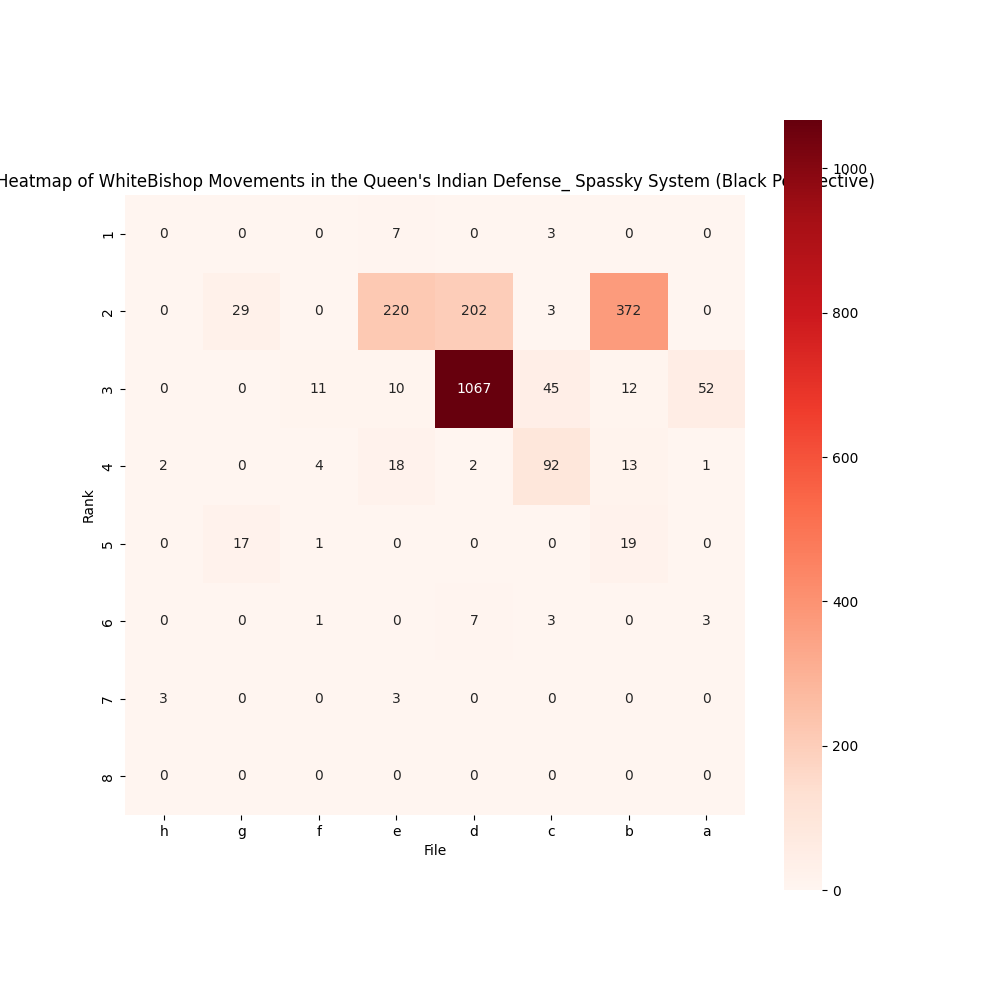 Heatmap of WhiteBishop Movements in the Queen's Indian Defense_ Spassky System (Black Pe ective)
1 0 0 0 7 0 3 0 0
2 0 29 0 220 202 3 372 0
3 0 0 11 10 1067 45 12 52
4 2 0 4 18 2 92 13 1
5 0 17 1 0 0 0 19 0
6 0 0 1 0 7 3 0 3
7 3 0 0 3 0 0 0 0
8 0 0 0 0 0 0 0 0
h g f e d c b a
File
Rank
1000
800
600
400
200
0